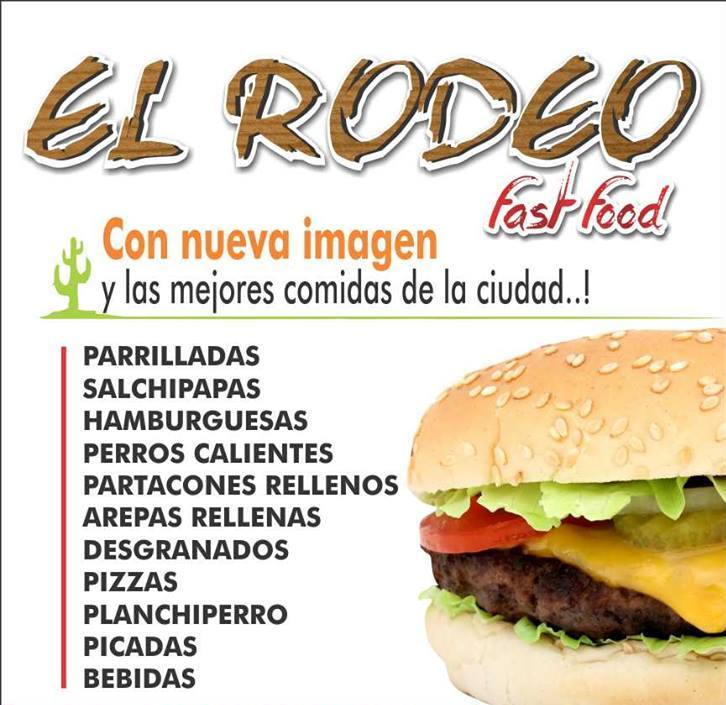 EL RODEO
fast food
Con nueva imagen
y las mejores comidas de la ciudad..!
PARRILLADAS
SALCHIPAPAS
HAMBURGUESAS
PERROS CALIENTES
PARTACONES RELLENOS
AREPAS RELLENAS
DESGRANADOS
PIZZAS
PLANCHIPERRO
PICADAS
BEBIDAS